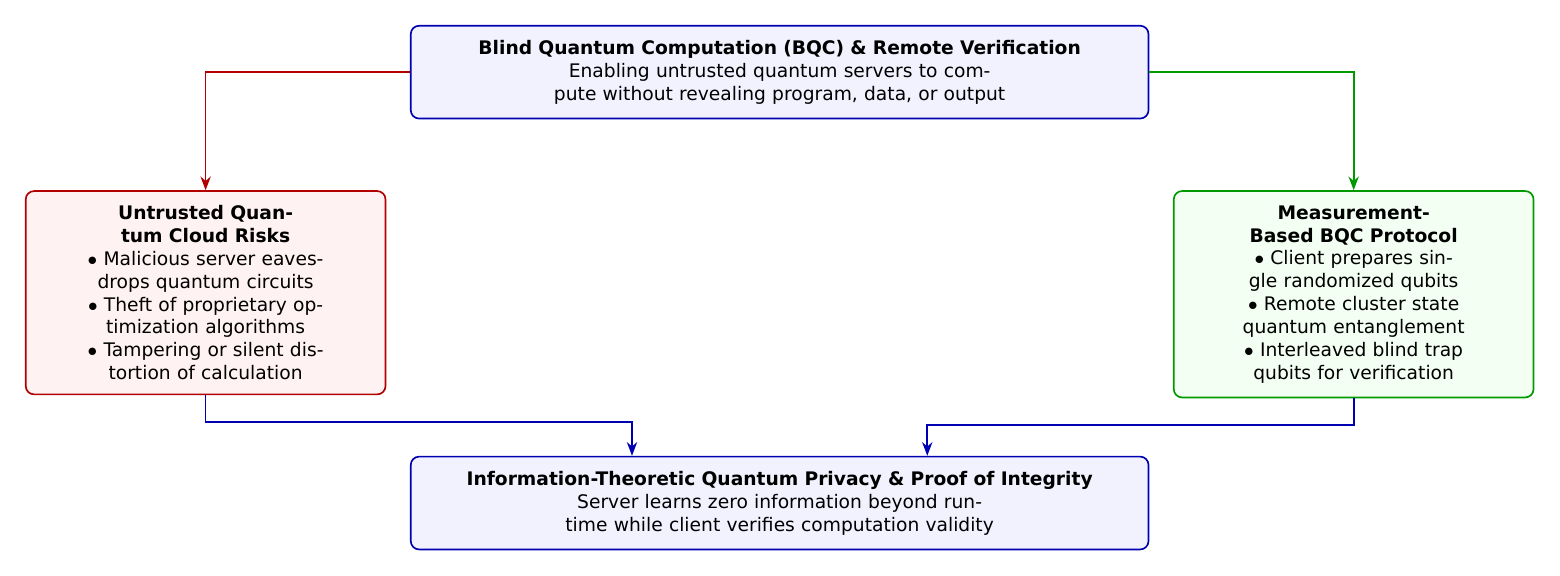 Blind Quantum Computation (BQC) & Remote Verification
Enabling untrusted quantum servers to com-
pute without revealing program, data, or output
Untrusted Quan-
tum Cloud Risks
• Malicious server eaves-
drops quantum circuits
• Theft of proprietary op-
timization algorithms
• Tampering or silent dis-
tortion of calculation
Measurement-
Based BQC Protocol
• Client prepares sin-
gle randomized qubits
• Remote cluster state
quantum entanglement
• Interleaved blind trap
qubits for verification
Information-Theoretic Quantum Privacy & Proof of Integrity
Server learns zero information beyond run-
time while client verifies computation validity